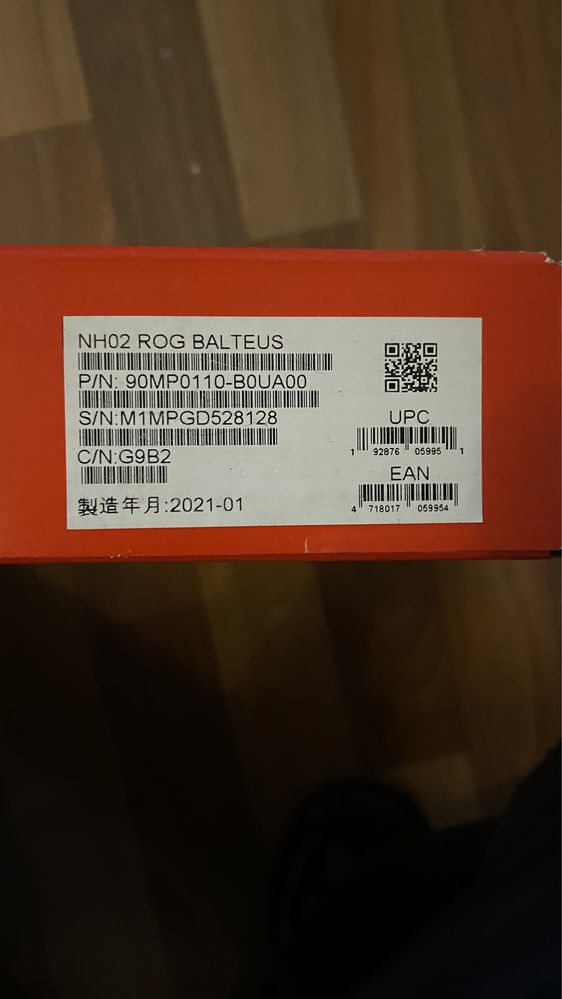 NH02 ROG BALTEUS
P/N: 90MP0110-B0UA00
S/N:M1MPGD528128
C/N:G9B2
製造年月:2021-01
UPC
1 92876 05995 1
EAN
4 718017 059954